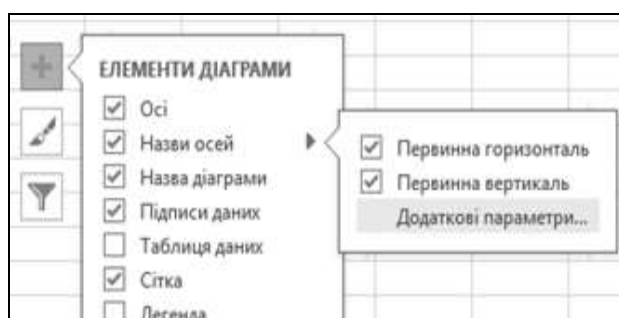 ЕЛЕМЕНТИ ДІАГРАМИ
Осі
Назви осей
Назва діаграми
Підписи даних
Таблиця даних
Сітка
Легенда
Первинна горизонталь
Первинна вертикаль
Додаткові параметри...